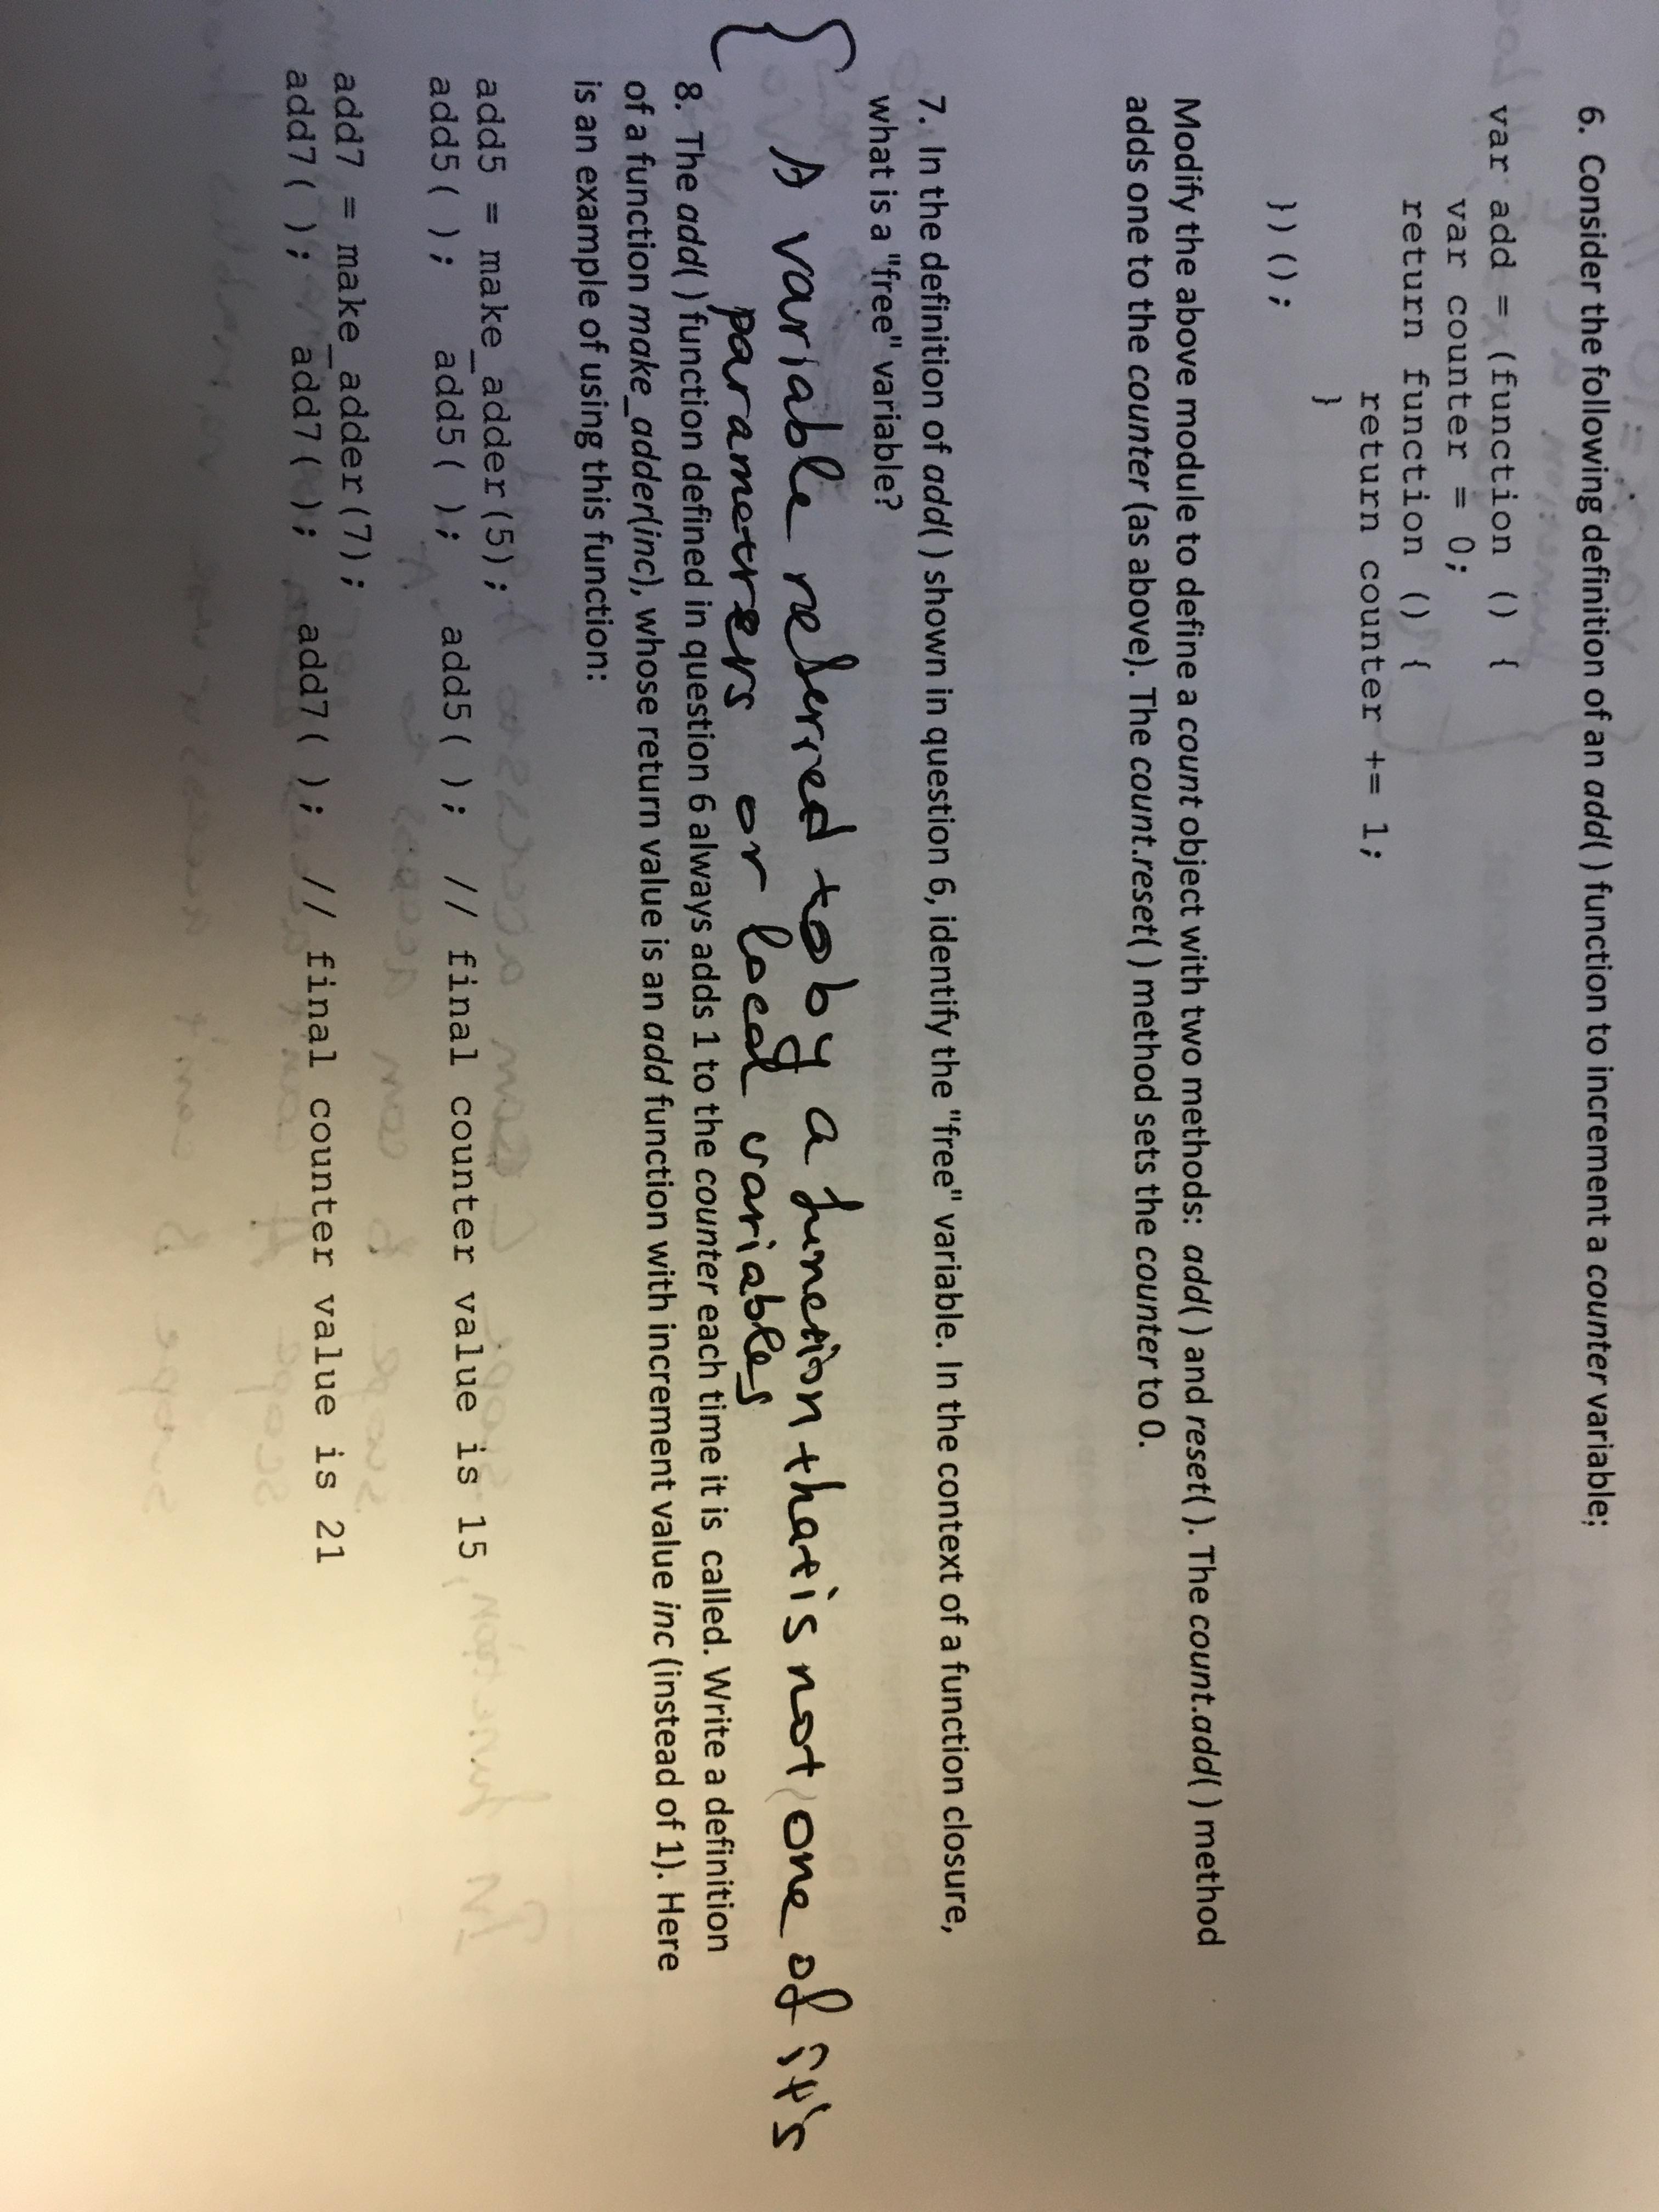 6. Consider the following definition of an add( ) function to increment a counter variable;
var add = (function () {
var counter = 0;
return function () {
return counter += 1;
}
}) ();
Modify the above module to define a count object with two methods: add( ) and reset( ). The count.add( ) method
adds one to the counter (as above). The count.reset( ) method sets the counter to 0.
7. In the definition of add( ) shown in question 6, identify the "free" variable. In the context of a function closure,
what is a "free" variable?
A variable referred to by a function that is not one of it's
parametrers or local variables
8. The add( ) function defined in question 6 always adds 1 to the counter each time it is called. Write a definition
of a function make_adder(inc), whose return value is an add function with increment value inc (instead of 1). Here
is an example of using this function:
add5 = make_adder(5);
add5( ); add5( ); add5( ); // final counter value is 15
add7 = make_adder(7);
add7( ); add7( ); add7( ); // final counter value is 21